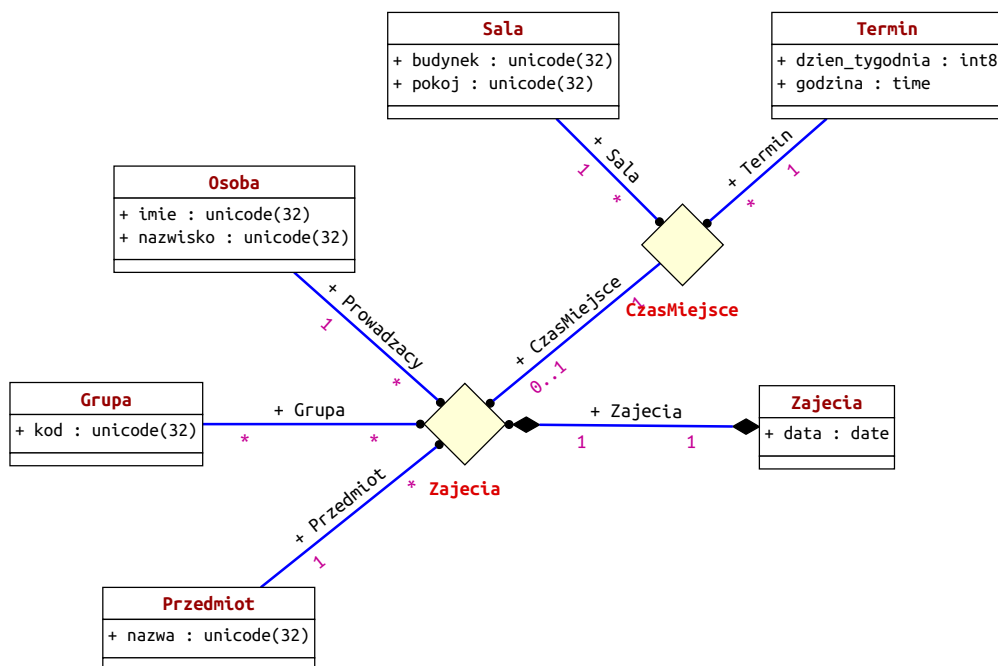 Sala
+ budynek : unicode(32)
+ pokoj : unicode(32)
Termin
+ dzien_tygodnia : int8
+ godzina : time
+ Sala
1
*
+ Termin
1
*
Osoba
+ imie : unicode(32)
+ nazwisko : unicode(32)
CzasMiejsce
+ CzasMiejsce
1
0..1
+ Prowadzacy
1
*
Grupa
+ kod : unicode(32)
+ Grupa
*
*
Zajecia
+ Zajecia
1
1
Zajecia
+ data : date
+ Przedmiot
*
1
Przedmiot
+ nazwa : unicode(32)